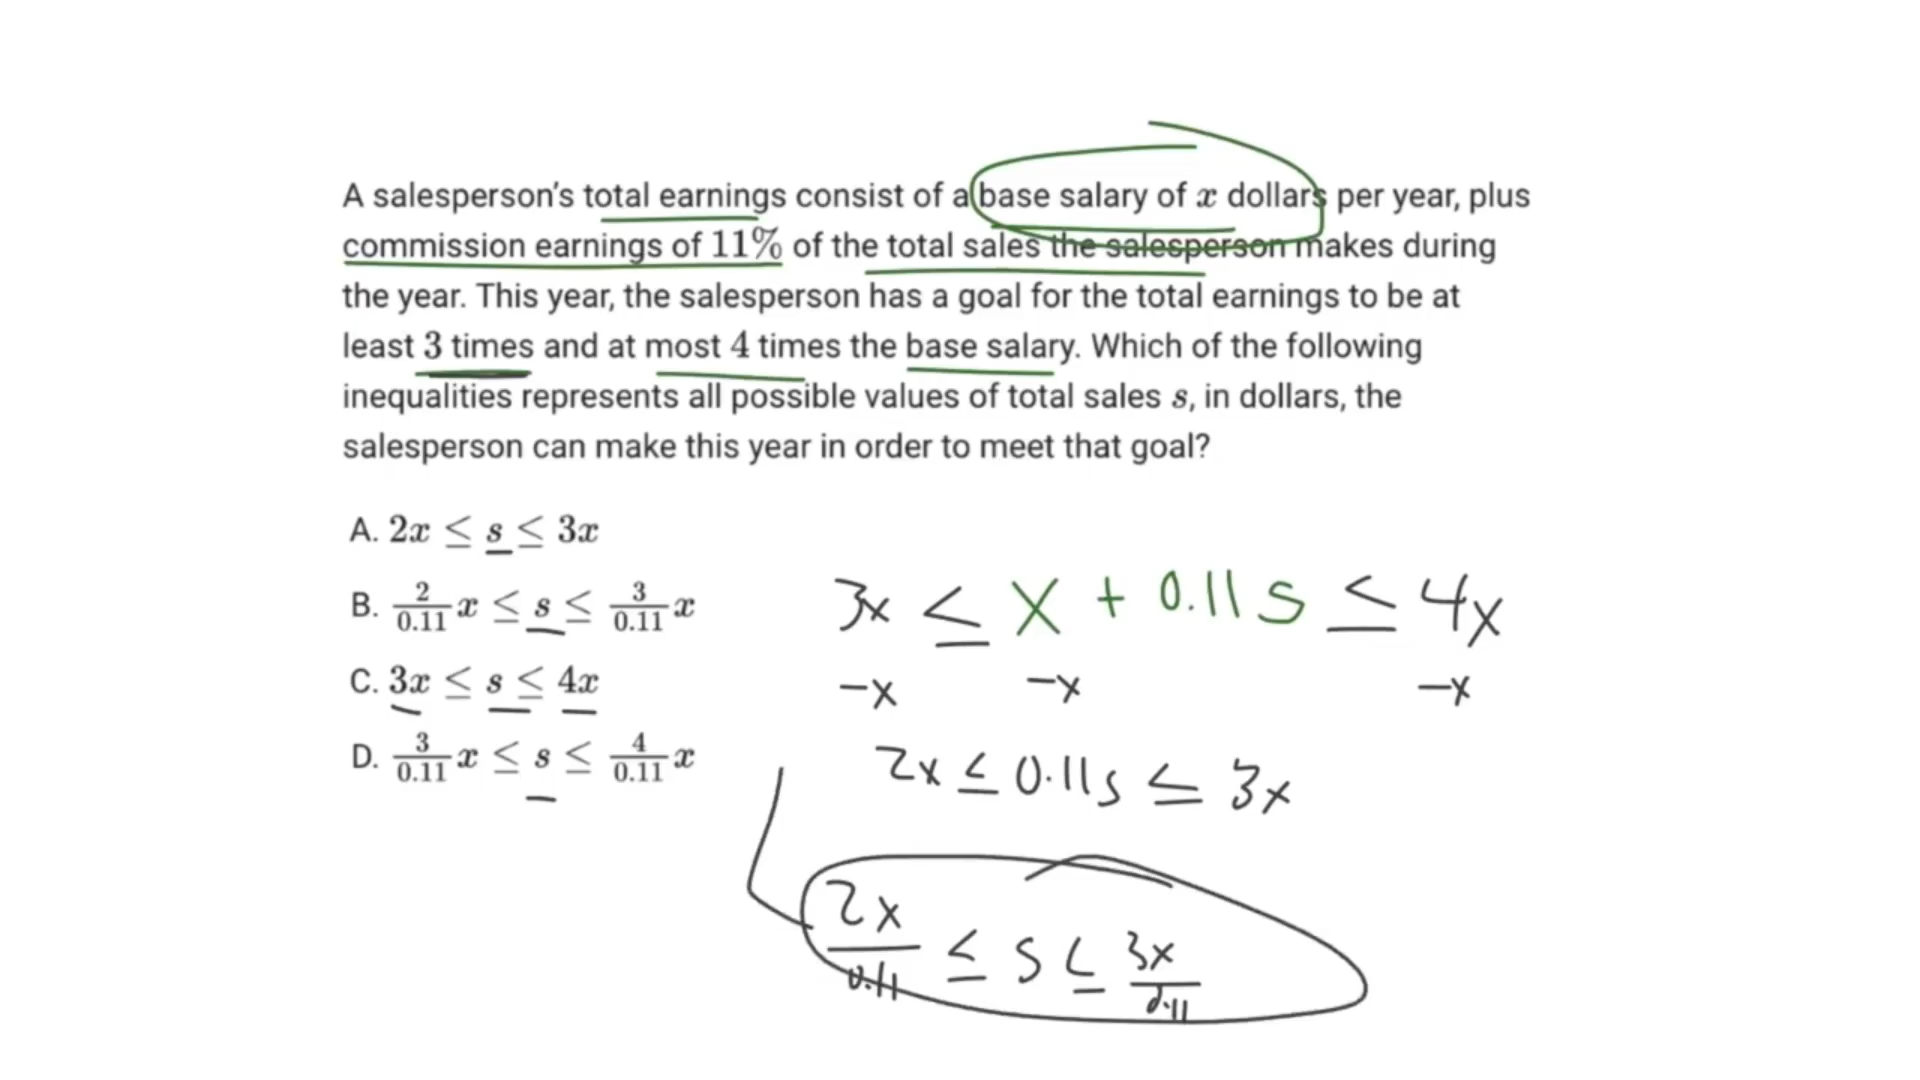 A salesperson's total earnings consist of a base salary of x dollars per year, plus
commission earnings of 11% of the total sales the salesperson makes during
the year. This year, the salesperson has a goal for the total earnings to be at
least 3 times and at most 4 times the base salary. Which of the following
inequalities represents all possible values of total sales s, in dollars, the
salesperson can make this year in order to meet that goal?
A. 2x ≤ s ≤ 3x
B. 2/0.11 x ≤ s ≤ 3/0.11 x
C. 3x ≤ s ≤ 4x
D. 3/0.11 x ≤ s ≤ 4/0.11 x
3x ≤ x + 0.11s ≤ 4x
-x -x -x
2x ≤ 0.11s ≤ 3x
2x/0.11 ≤ s ≤ 3x/0.11